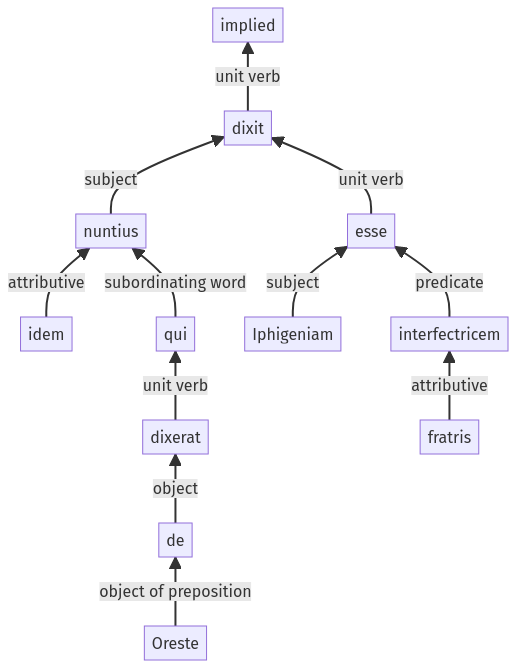 implied
unit verb
dixit
subject
unit verb
nuntius
esse
attributive
subordinating word
subject
predicate
idem
qui
Iphigeniam
interfectricem
unit verb
attributive
dixerat
fratris
object
de
object of preposition
Oreste